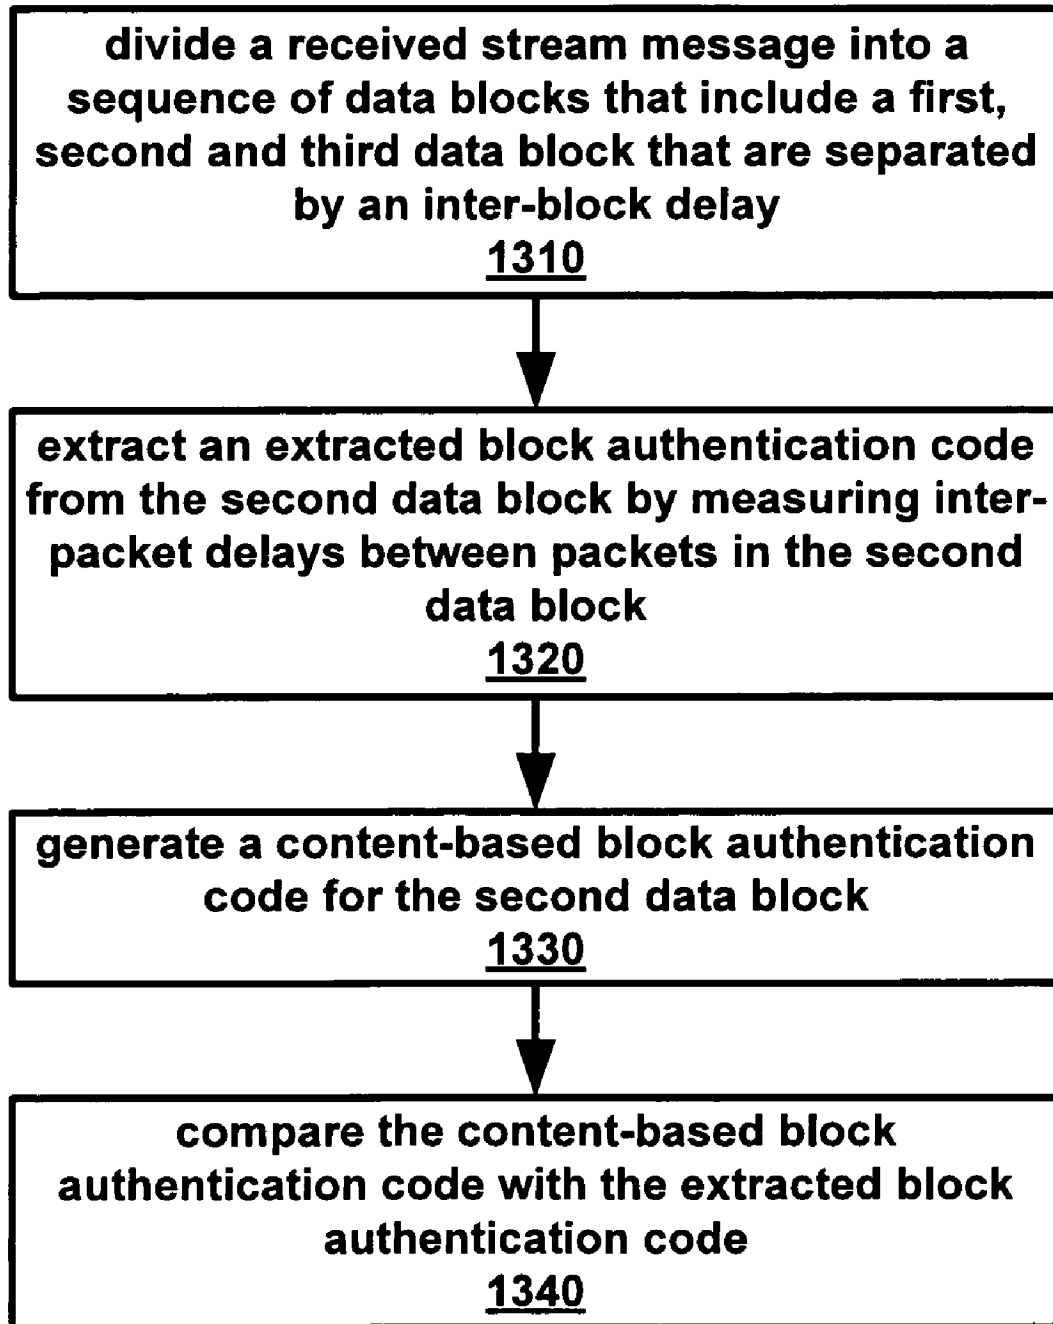 divide a received stream message into a
sequence of data blocks that include a first,
second and third data block that are separated
by an inter-block delay
1310
extract an extracted block authentication code
from the second data block by measuring inter-
packet delays between packets in the second
data block
1320
generate a content-based block authentication
code for the second data block
1330
compare the content-based block
authentication code with the extracted block
authentication code
1340